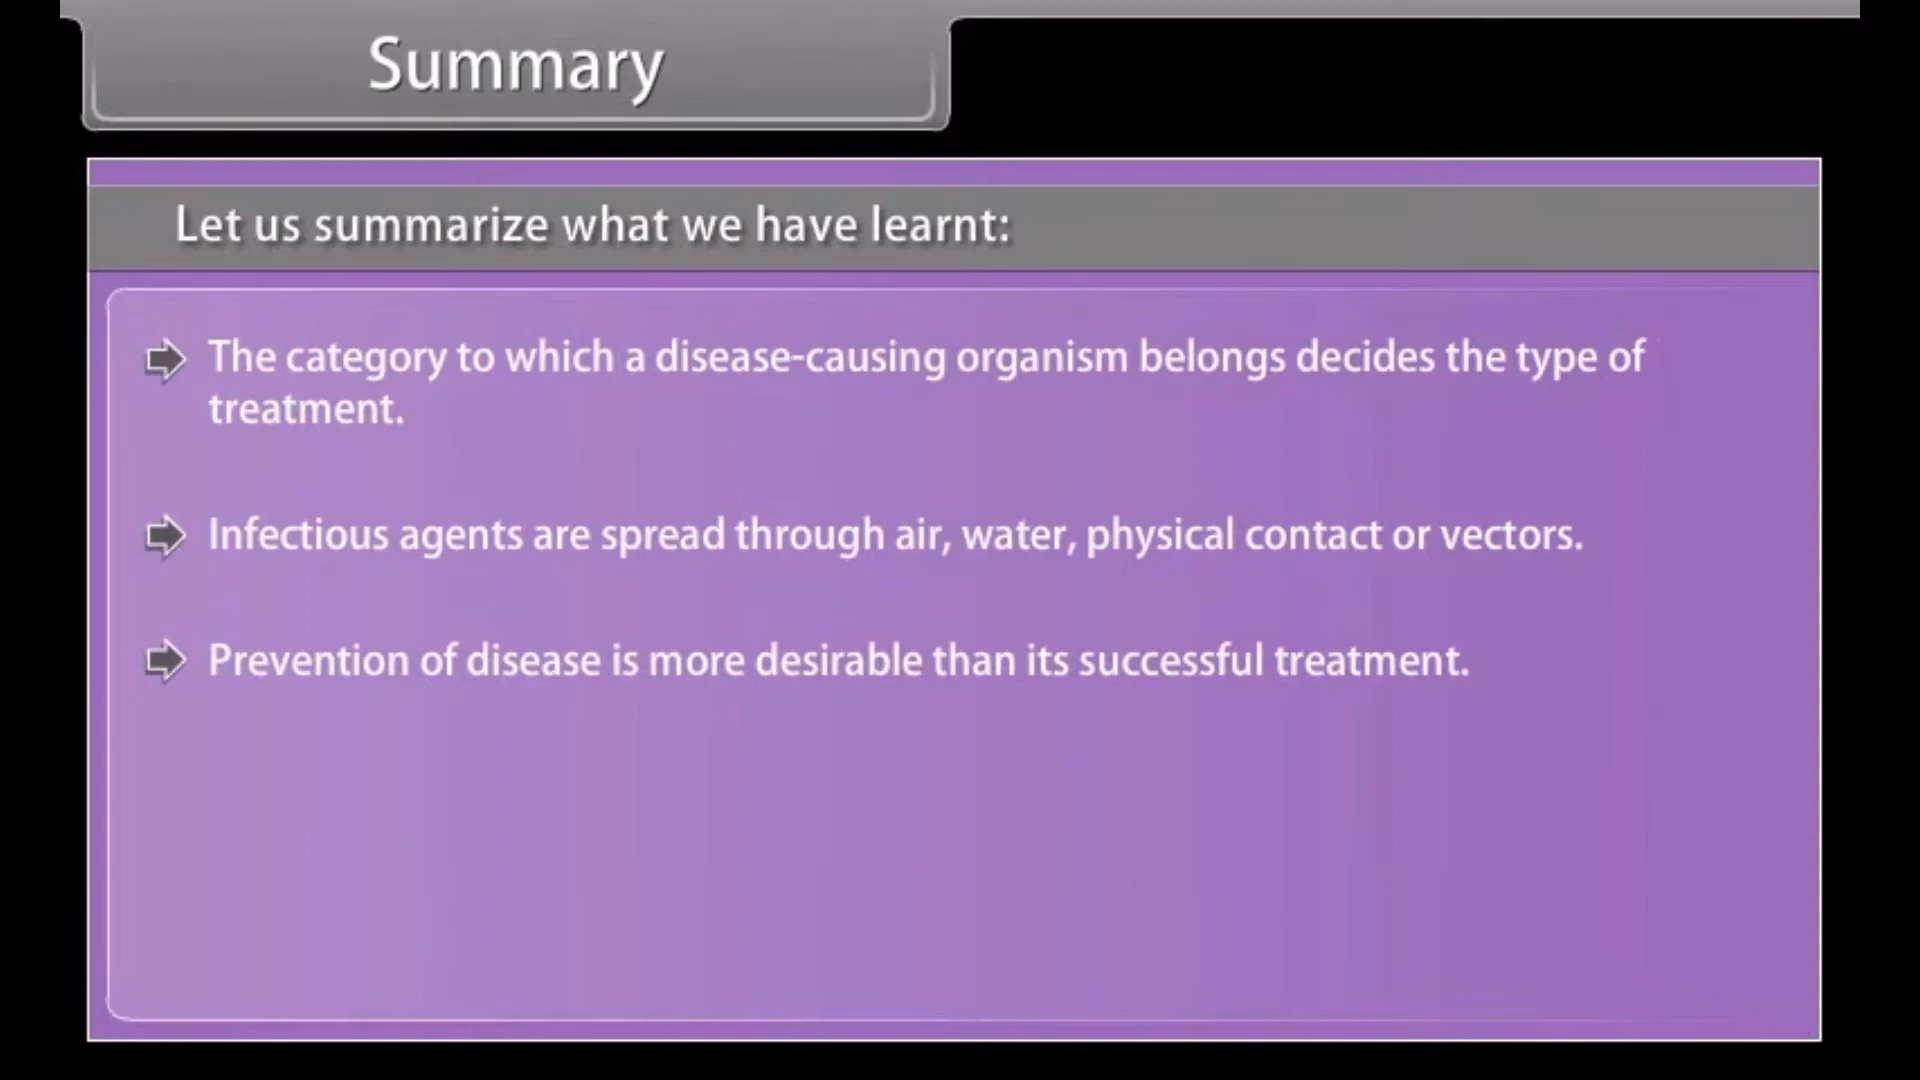 Summary
Let us summarize what we have learnt:
The category to which a disease-causing organism belongs decides the type of
treatment.
Infectious agents are spread through air, water, physical contact or vectors.
Prevention of disease is more desirable than its successful treatment.